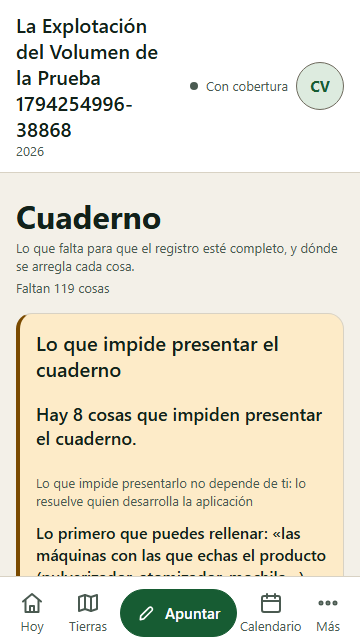 La Explotación
del Volumen de
la Prueba
1794254996-
38868
2026
Con cobertura
CV
Cuaderno
Lo que falta para que el registro esté completo, y dónde
se arregla cada cosa.
Faltan 119 cosas
Lo que impide presentar el
cuaderno
Hay 8 cosas que impiden presentar
el cuaderno.
Lo que impide presentarlo no depende de ti: lo
resuelve quien desarrolla la aplicación
Lo primero que puedes rellenar: «las
máquinas con las que echas el producto
(pulverizador, atomizador, mochila…)
Hoy
Tierras
Apuntar
Calendario
Más